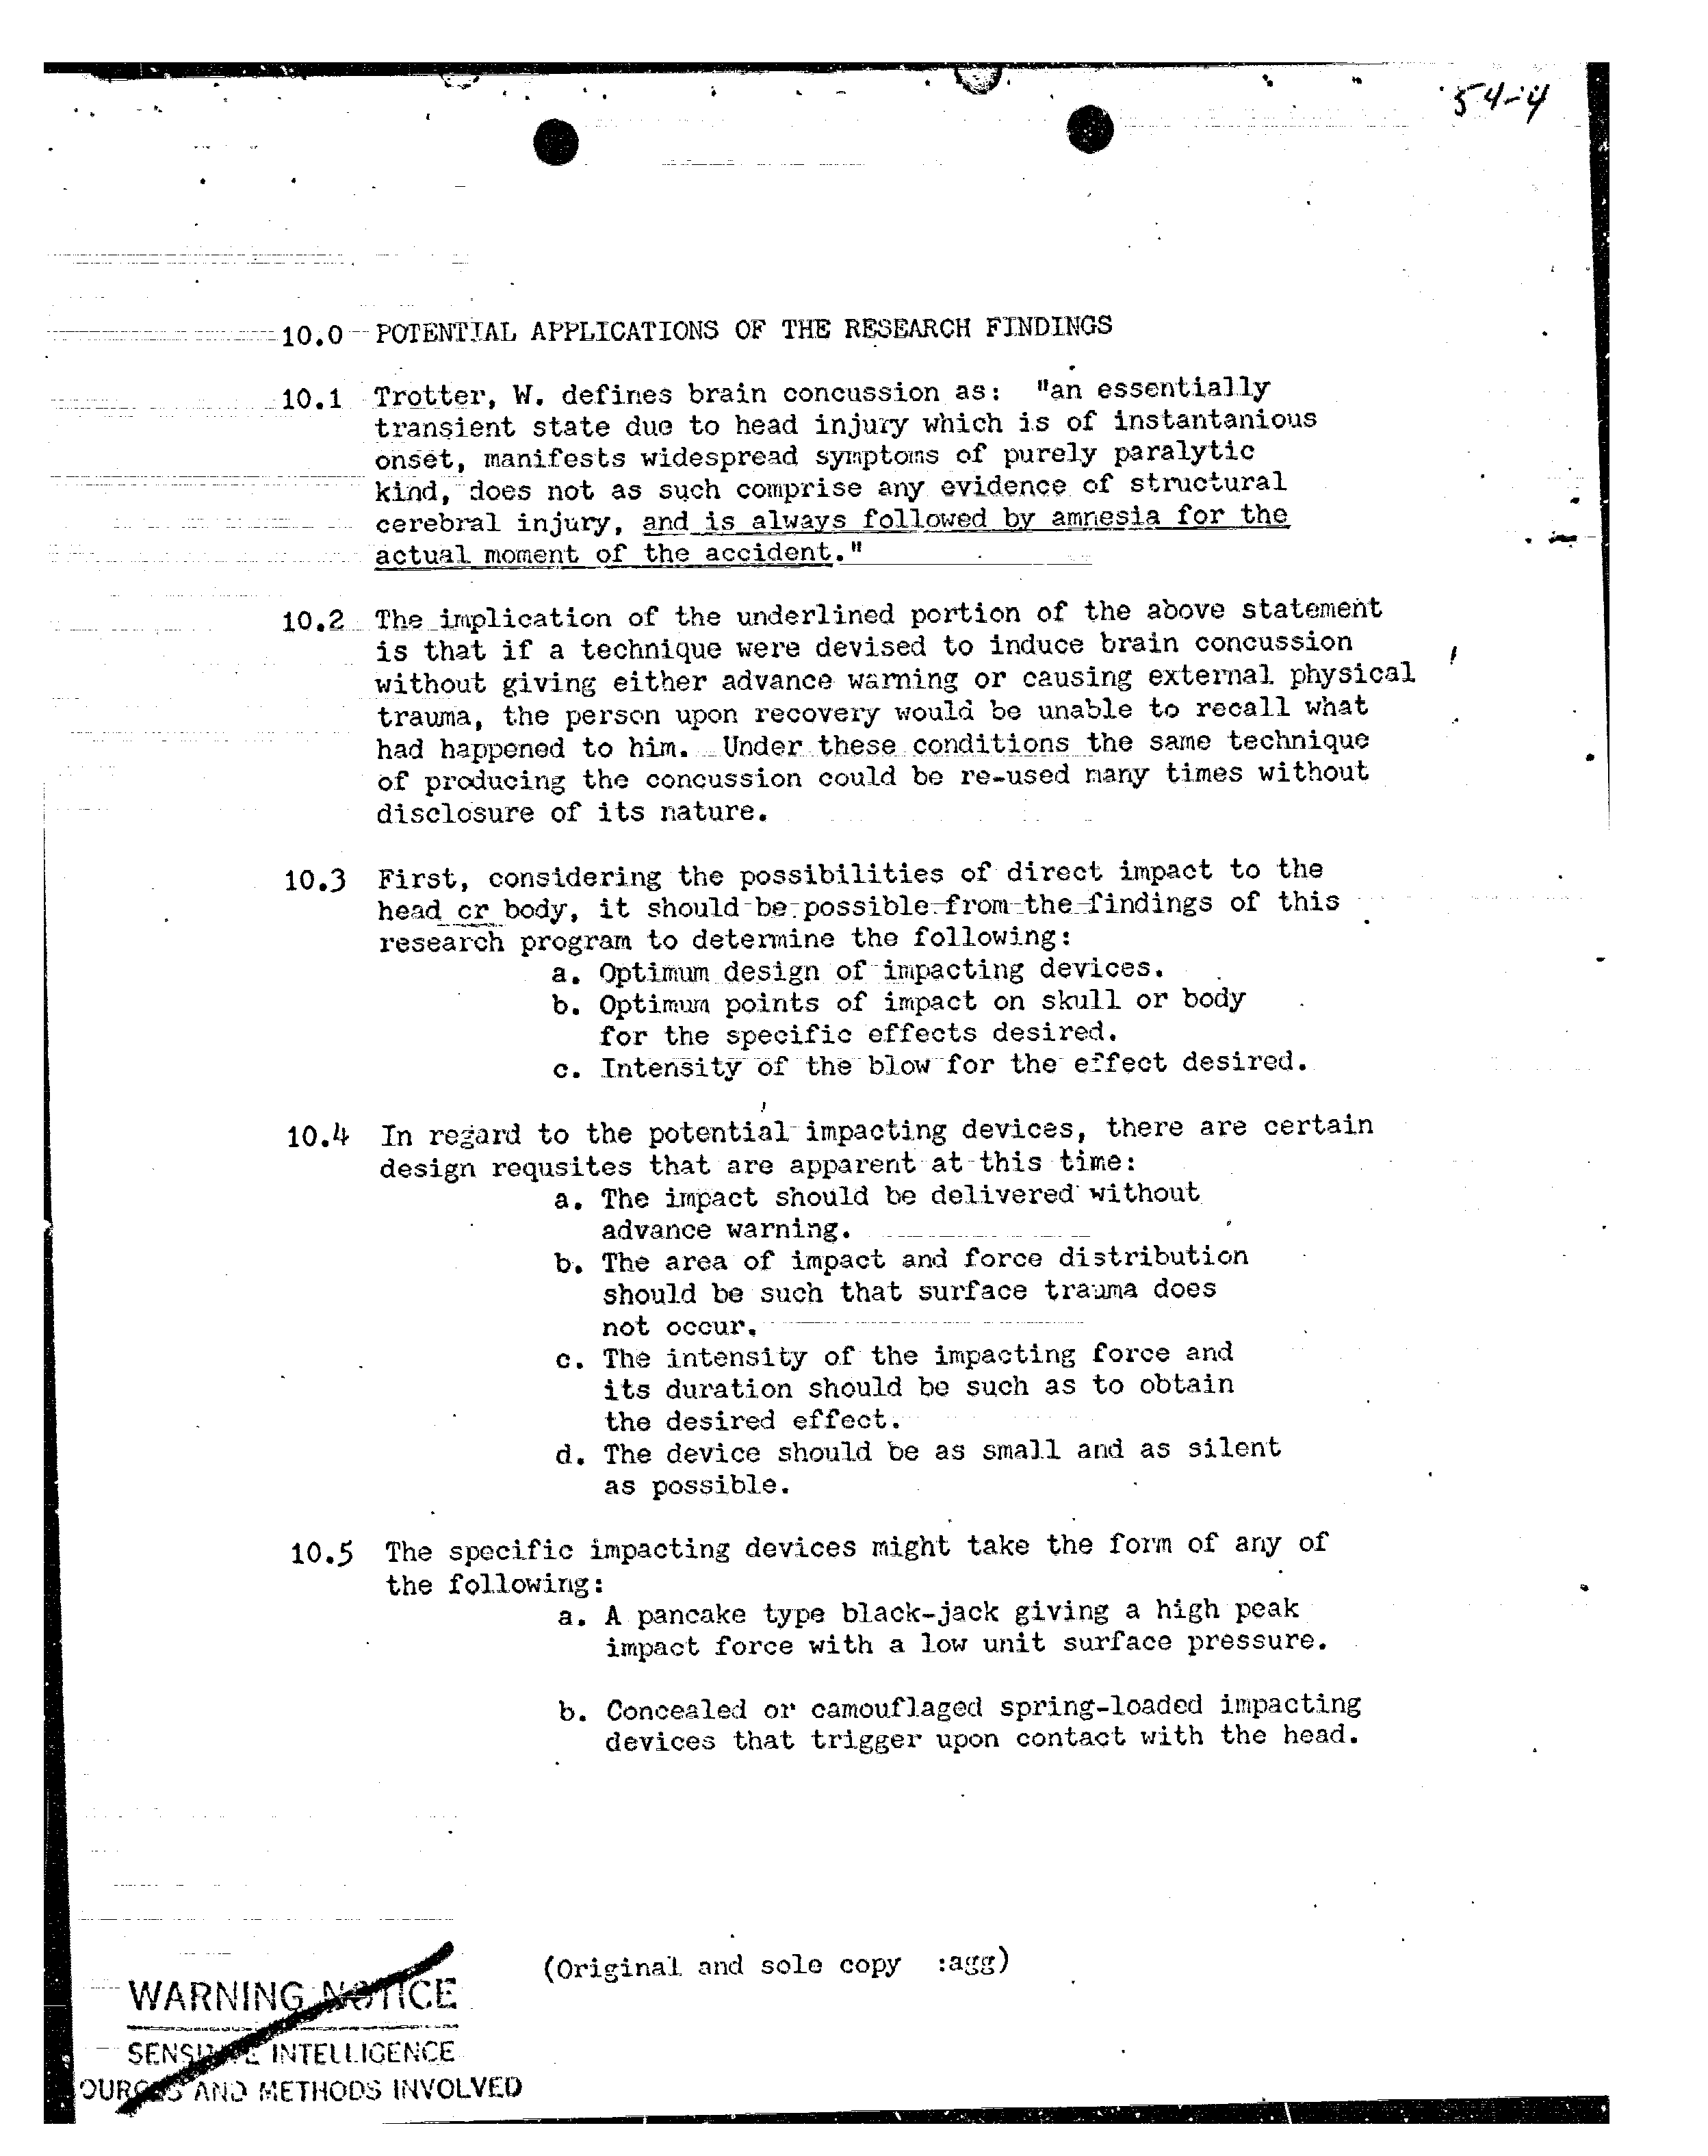 54-4
10.0 POTENTIAL APPLICATIONS OF THE RESEARCH FINDINGS
10.1 Trotter, W. defines brain concussion as: "an essentially
transient state due to head injury which is of instantanious
onset, manifests widespread symptoms of purely paralytic
kind, does not as such comprise any evidence of structural
cerebral injury, and is always followed by amnesia for the
actual moment of the accident."
10.2 The implication of the underlined portion of the above statement
is that if a technique were devised to induce brain concussion
without giving either advance warning or causing external physical
trauma, the person upon recovery would be unable to recall what
had happened to him. Under these conditions the same technique
of producing the concussion could be re-used many times without
disclosure of its nature.
10.3 First, considering the possibilities of direct impact to the
head or body, it should be possible from the findings of this
research program to determine the following:
a. Optimum design of impacting devices.
b. Optimum points of impact on skull or body
for the specific effects desired.
c. Intensity of the blow for the effect desired.
10.4 In regard to the potential impacting devices, there are certain
design requsites that are apparent at this time:
a. The impact should be delivered without
advance warning.
b. The area of impact and force distribution
should be such that surface trauma does
not occur.
c. The intensity of the impacting force and
its duration should be such as to obtain
the desired effect.
d. The device should be as small and as silent
as possible.
10.5 The specific impacting devices might take the form of any of
the following:
a. A pancake type black-jack giving a high peak
impact force with a low unit surface pressure.
b. Concealed or camouflaged spring-loaded impacting
devices that trigger upon contact with the head.
(Original and sole copy :agg)
WARNING NOTICE
SENSITIVE INTELLIGENCE
OURCES AND METHODS INVOLVED